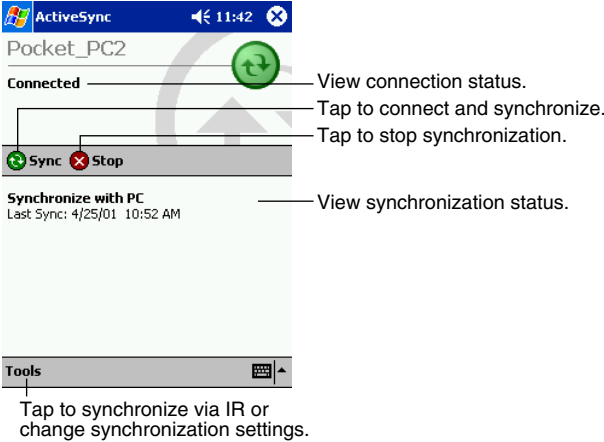 ActiveSync 11:42
Pocket_PC2
Connected
View connection status.
Tap to connect and synchronize.
Tap to stop synchronization.
Sync Stop
Synchronize with PC
Last Sync: 4/25/01 10:52 AM
View synchronization status.
Tools
Tap to synchronize via IR or
change synchronization settings.